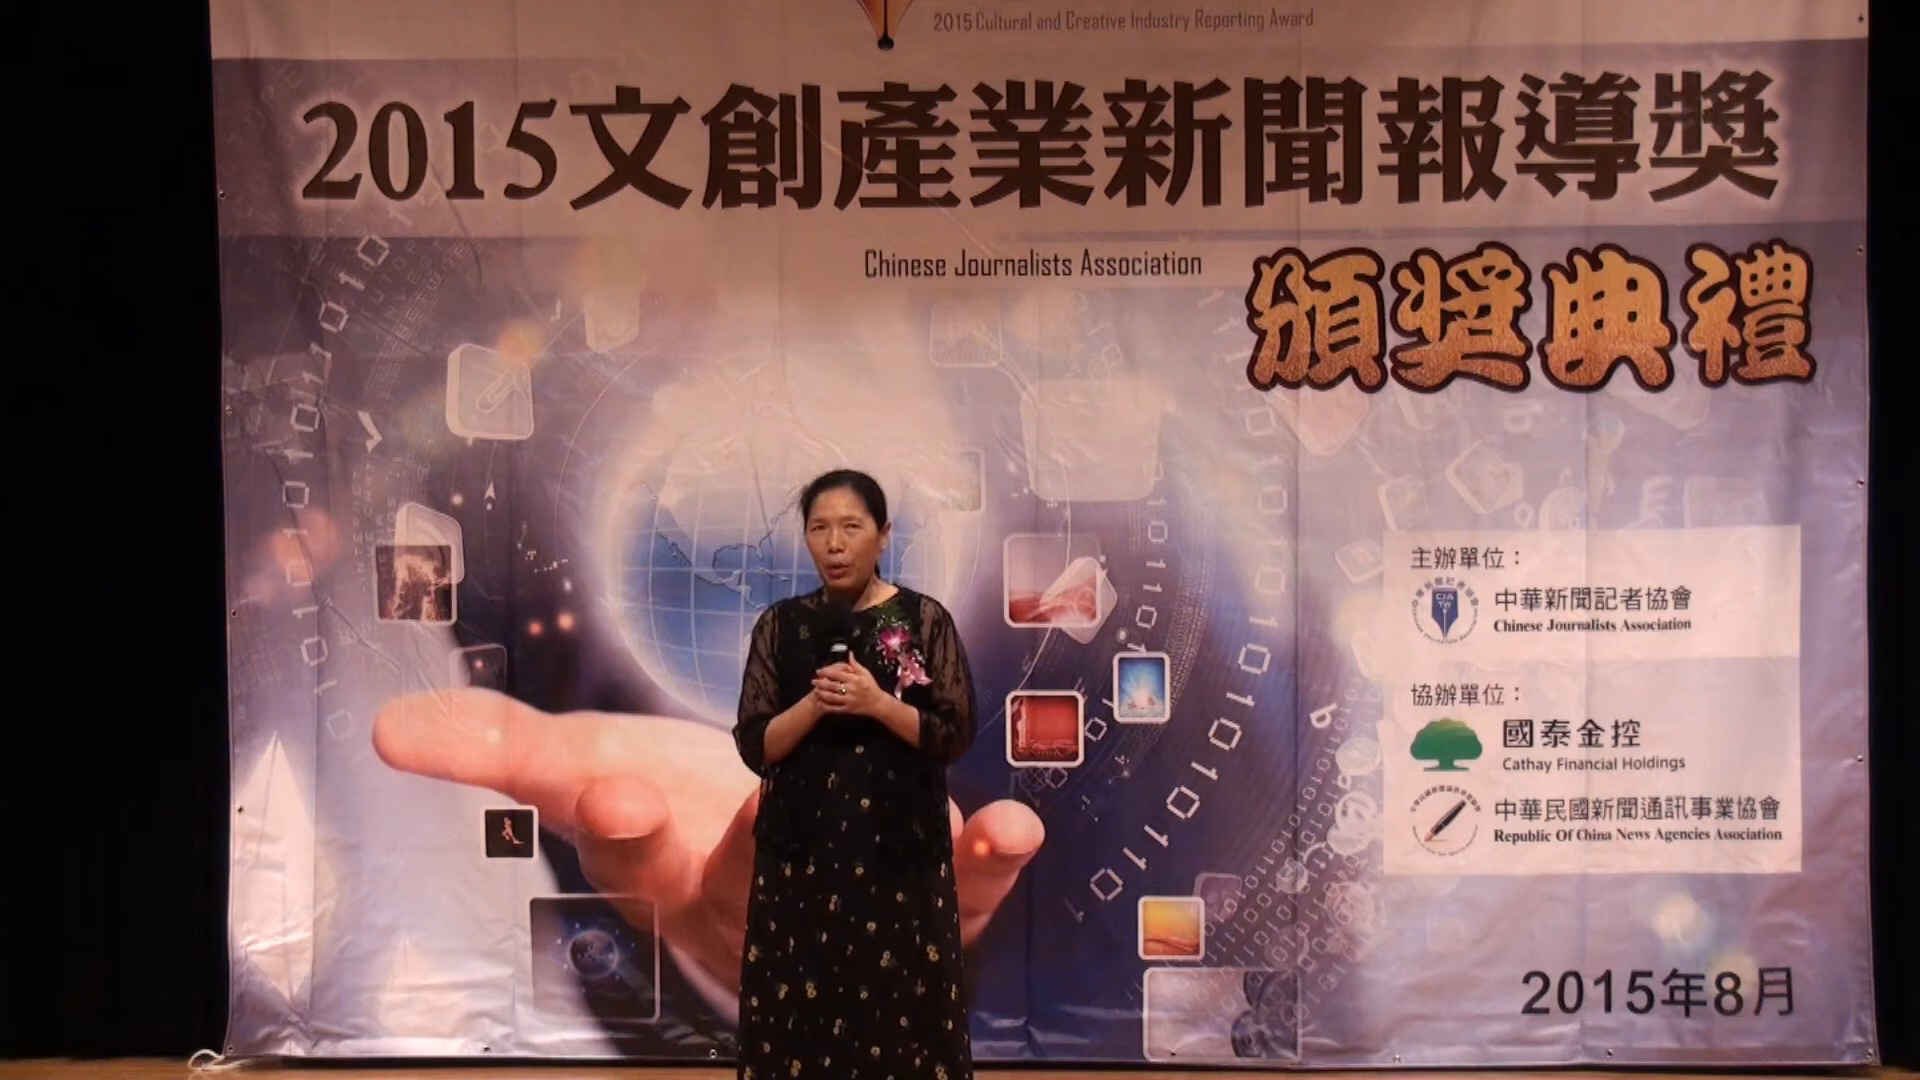 2015 Cultural and Creative Industry Reporting Award
2015文創產業新聞報導獎
Chinese Journalists Association
頒獎典禮
主辦單位：
CJA
TW
中華新聞記者協會
Chinese Journalists Association
協辦單位：
國泰金控
Cathay Financial Holdings
中華民國新聞通訊事業協會
Republic Of China News Agencies Association
2015年8月